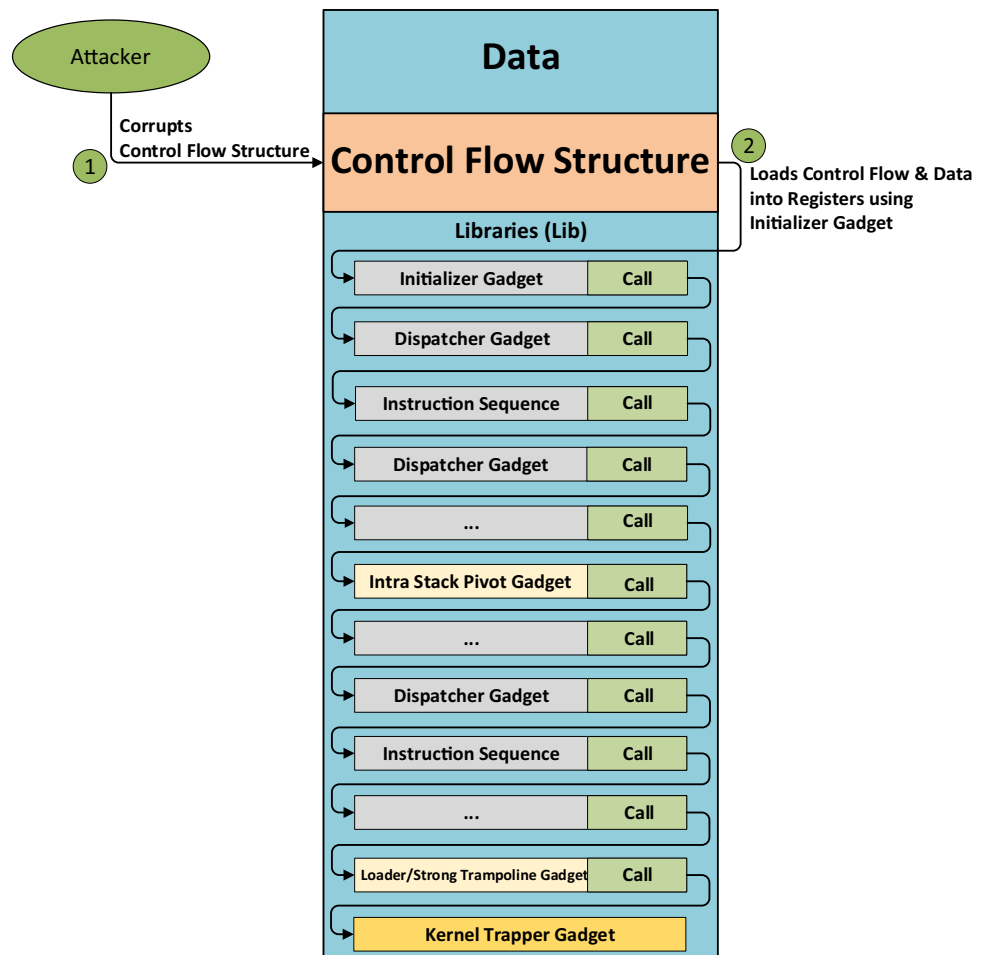 Attacker
Data
Corrupts
Control Flow Structure
1
Control Flow Structure
2
Loads Control Flow & Data
into Registers using
Initializer Gadget
Libraries (Lib)
Initializer Gadget Call
Dispatcher Gadget Call
Instruction Sequence Call
Dispatcher Gadget Call
... Call
Intra Stack Pivot Gadget Call
... Call
Dispatcher Gadget Call
Instruction Sequence Call
... Call
Loader/Strong Trampoline Gadget Call
Kernel Trapper Gadget